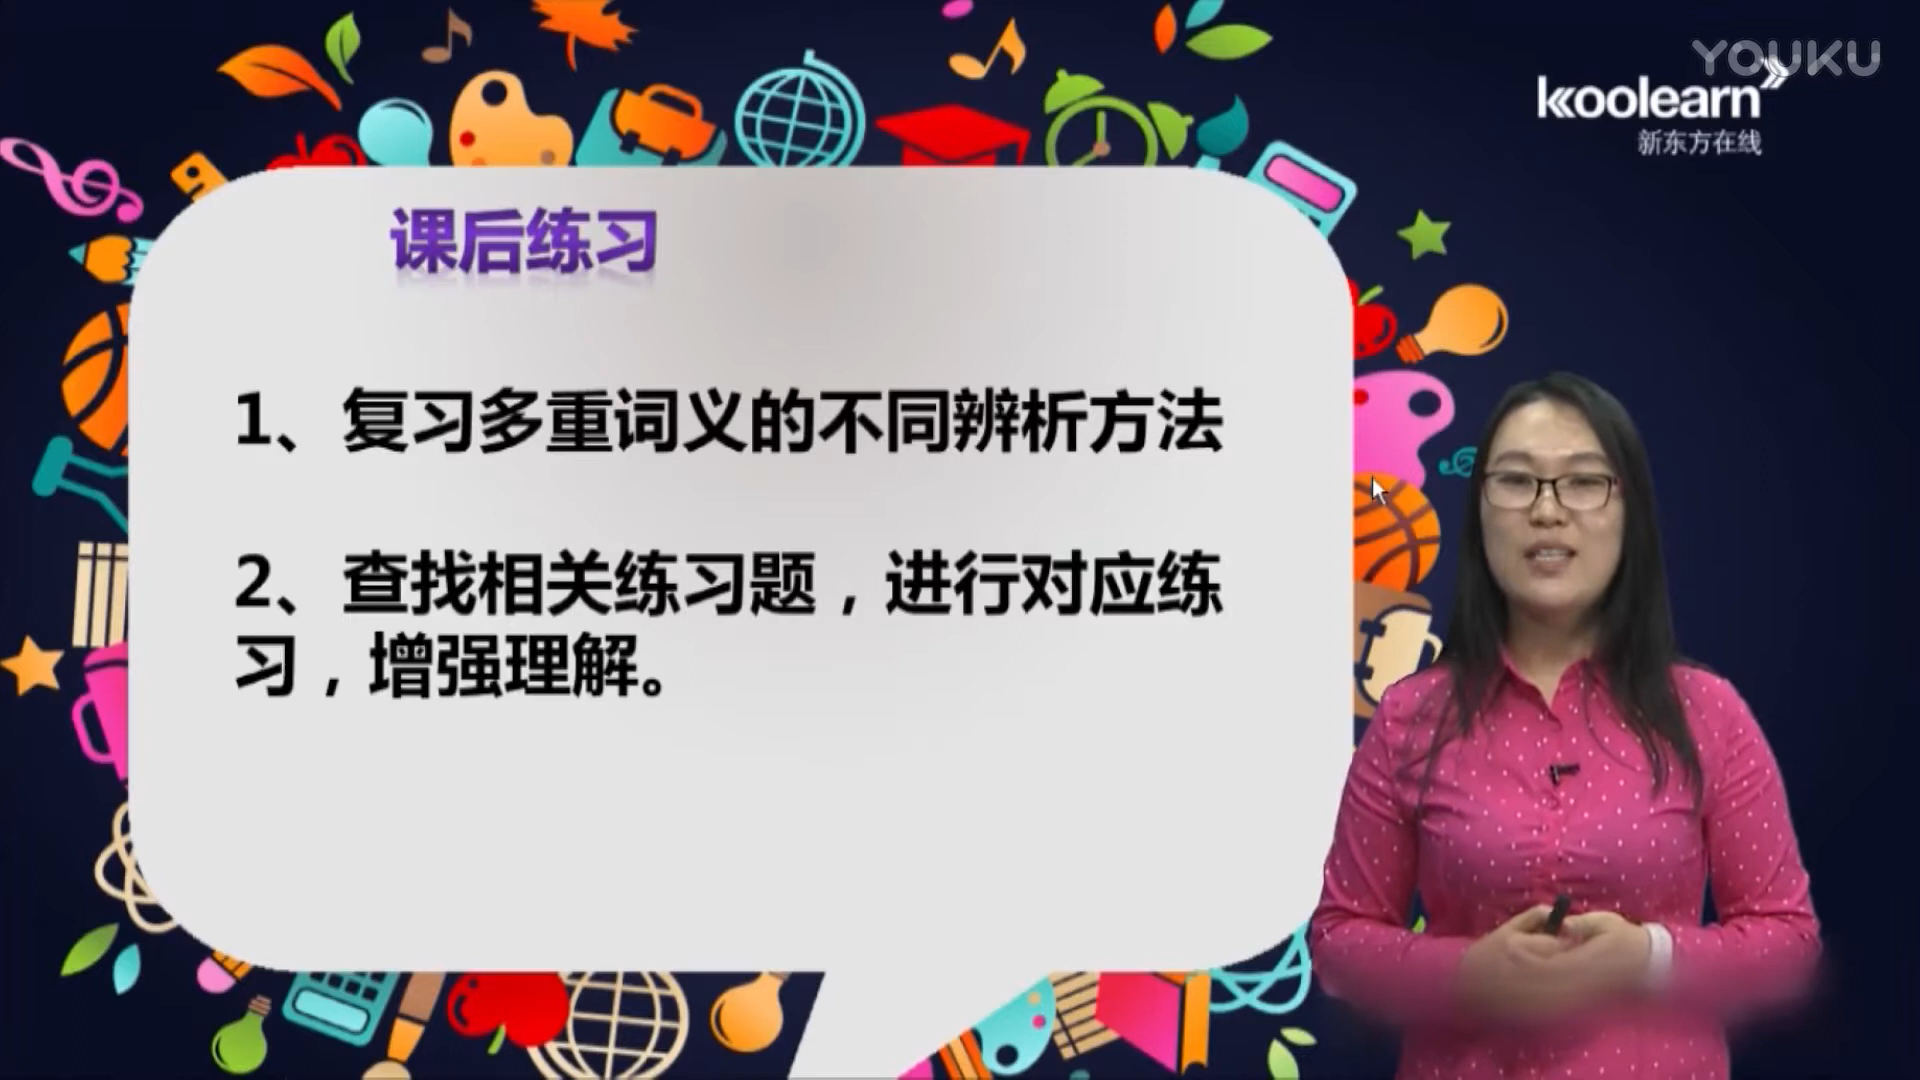 YOUKU
koolearn
新东方在线
课后练习
1、复习多重词义的不同辨析方法
2、查找相关练习题，进行对应练
习，增强理解。